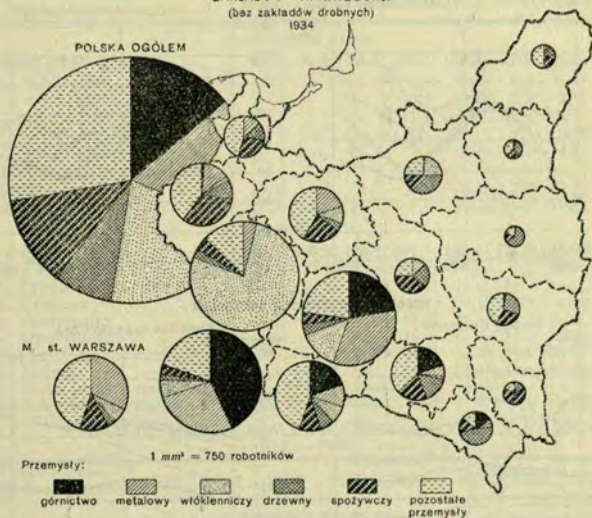 (bez zakładów drobnych)
1934
POLSKA OGÓŁEM
M. st. WARSZAWA
1 mm² = 750 robotników
Przemysły:
górnictwo metalowy włókienniczy drzewny spożywczy pozostałe przemysły